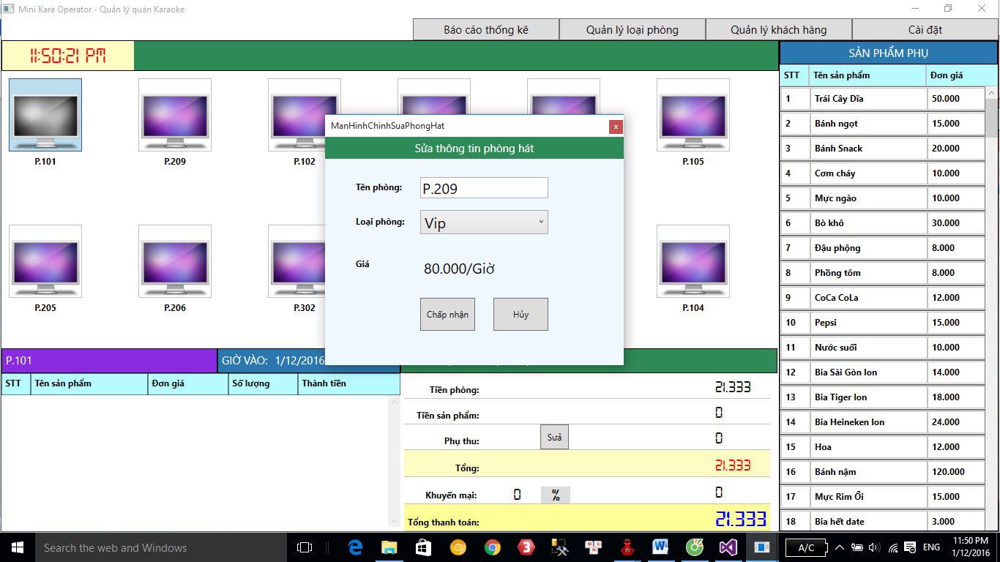 Mini Kara Operator - Quản lý quán Karaoke
Báo cáo thống kê
Quản lý loại phòng
Quản lý khách hàng
Cài đặt
11:50:21 PM
SẢN PHẨM PHỤ
STT Tên sản phẩm Đơn giá
1 Trái Cây Dĩa 50.000
2 Bánh ngọt 15.000
3 Bánh Snack 20.000
4 Cơm cháy 10.000
5 Mực ngào 10.000
6 Bò khô 30.000
7 Đậu phộng 8.000
8 Phồng tôm 8.000
9 CoCa CoLa 12.000
10 Pepsi 15.000
11 Nước suối 10.000
12 Bia Sài Gòn lon 14.000
13 Bia Tiger lon 18.000
14 Bia Heineken lon 24.000
15 Hoa 12.000
16 Bánh nậm 120.000
17 Mực Rim Ổi 15.000
18 Bia hết date 3.000
P.101
P.209
P.102
P.105
P.205
P.206
P.302
P.104
ManHinhChinhSuaPhongHat
x
Sửa thông tin phòng hát
Tên phòng: P.209
Loại phòng: Vip
Giá 80.000/Giờ
Chấp nhận
Hủy
P.101
GIỜ VÀO: 1/12/2016
STT Tên sản phẩm Đơn giá Số lượng Thành tiền
Tiền phòng: 21.333
Tiền sản phẩm: 0
Phụ thu: Sưả 0
Tổng: 21.333
Khuyến mại: 0 % 0
Tổng thanh toán: 21.333
Search the web and Windows
A/C
ENG
11:50 PM
1/12/2016